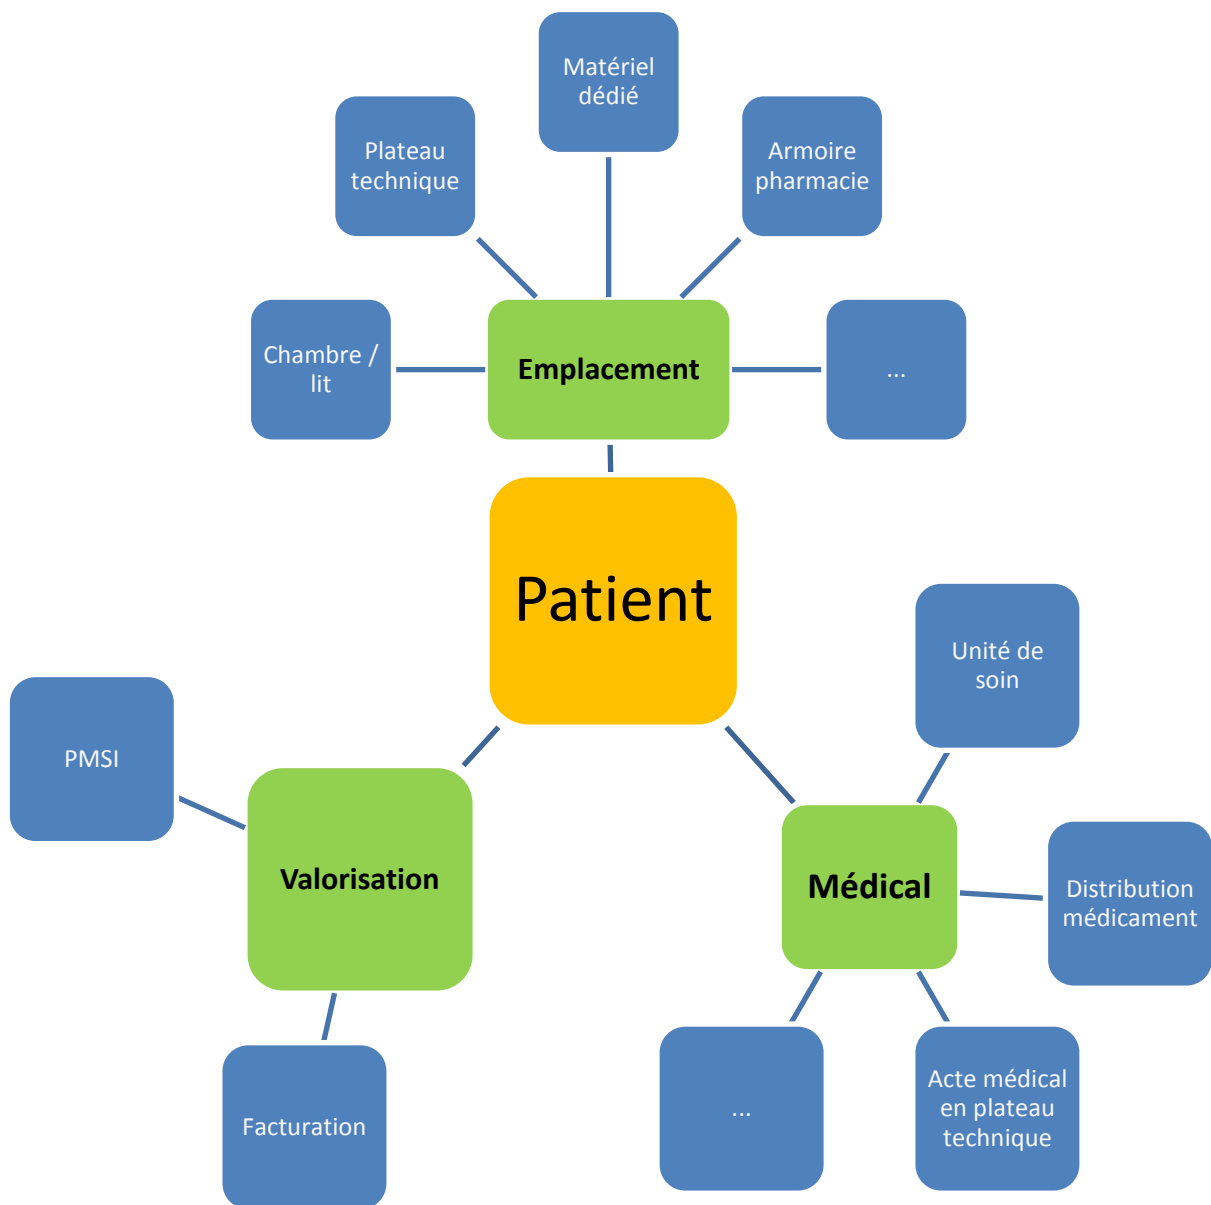 Matériel
dédié
Plateau
technique
Armoire
pharmacie
Chambre /
lit
Emplacement
...
Patient
Unité de
soin
PMSI
Valorisation
Médical
Distribution
médicament
Facturation
...
Acte médical
en plateau
technique